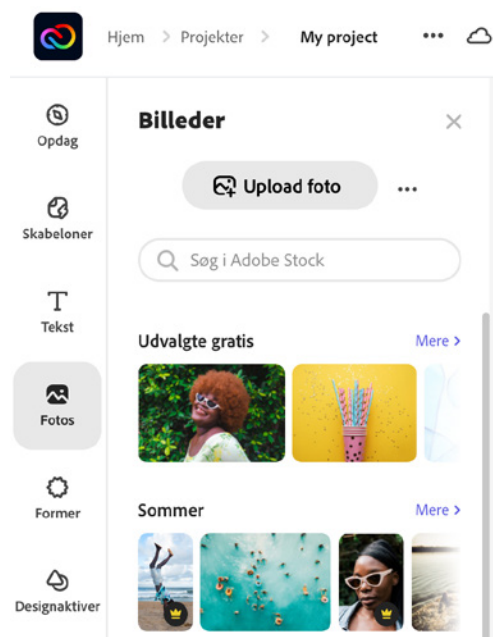 Hjem > Projekter > My project ...
Opdag
Skabeloner
Tekst
Fotos
Former
Designaktiver
Billeder
Upload foto
Søg i Adobe Stock
Udvalgte gratis Mere >
Sommer Mere >